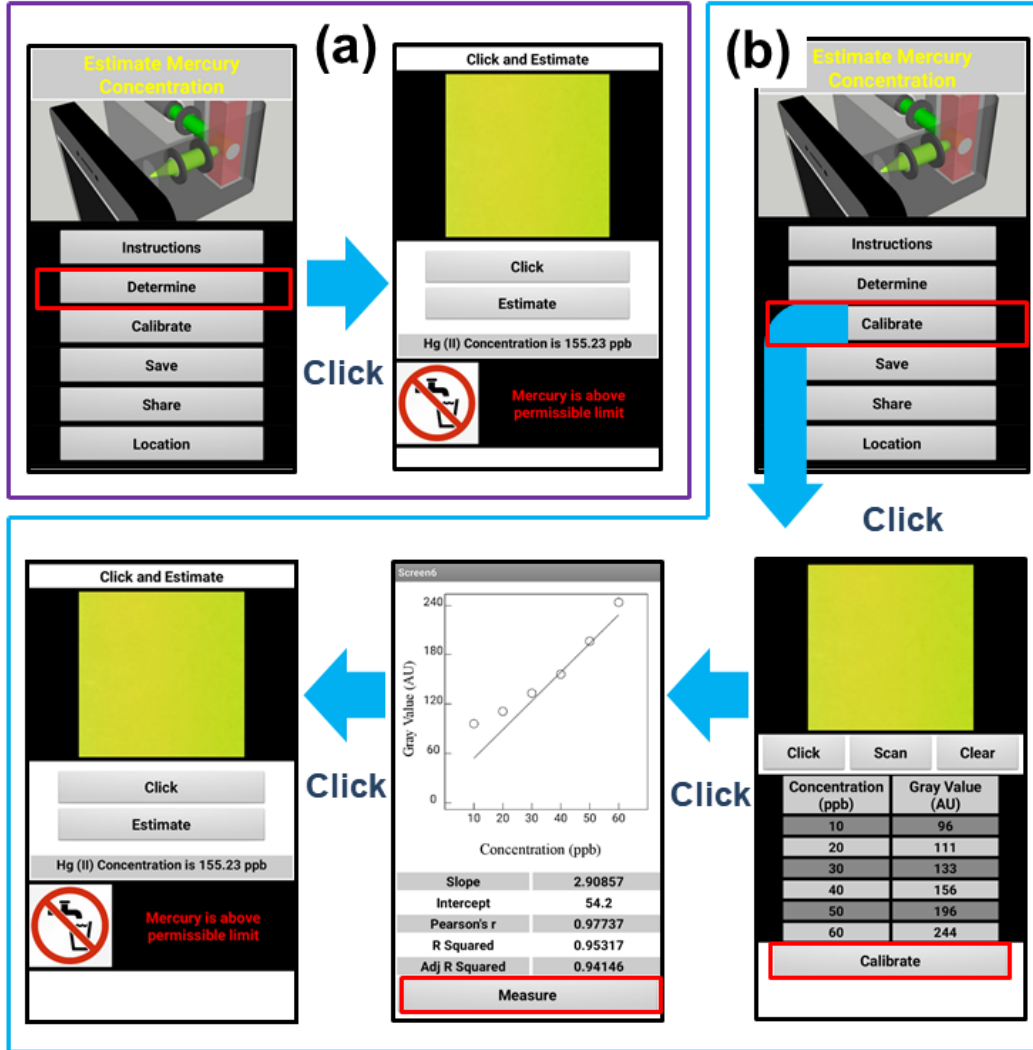 (a)
Estimate Mercury
Concentration
Instructions
Determine
Calibrate
Save
Share
Location
Click
Click and Estimate
Click
Estimate
Hg (II) Concentration is 155.23 ppb
Mercury is above
permissible limit
(b)
Estimate Mercury
Concentration
Instructions
Determine
Calibrate
Save
Share
Location
Click
Click Scan Clear
Concentration (ppb) Gray Value (AU)
10 96
20 111
30 133
40 156
50 196
60 244
Calibrate
Click
Screen6
Gray Value (AU)
240
180
120
60
0
10 20 30 40 50 60
Concentration (ppb)
Slope 2.90857
Intercept 54.2
Pearson's r 0.97737
R Squared 0.95317
Adj R Squared 0.94146
Measure
Click
Click and Estimate
Click
Estimate
Hg (II) Concentration is 155.23 ppb
Mercury is above
permissible limit